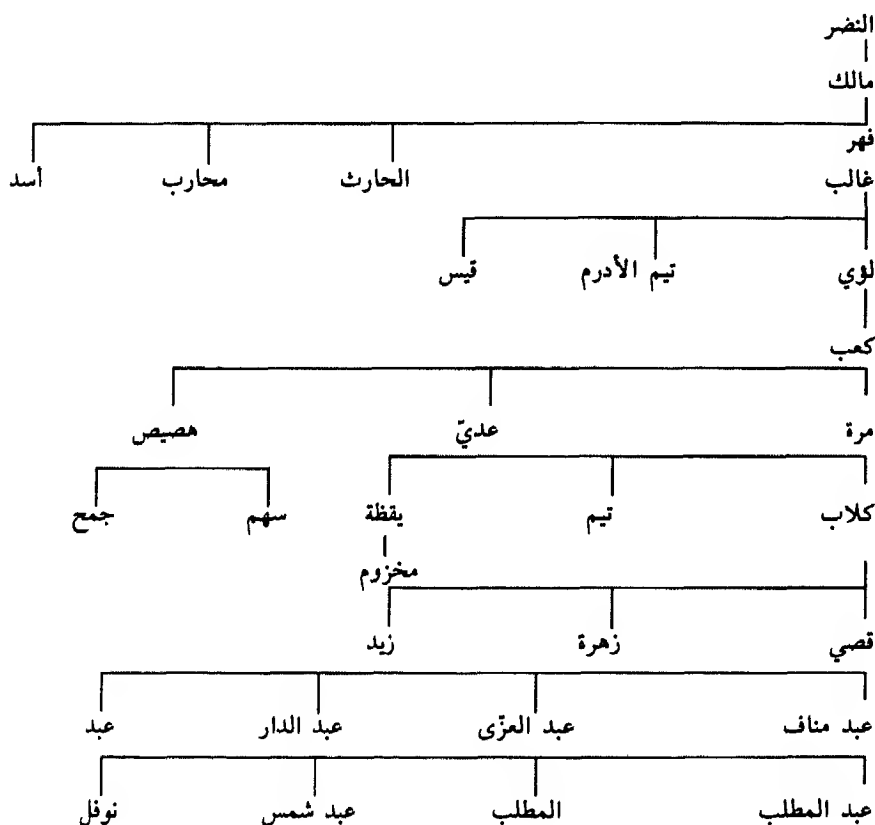 النضر
مالك
فهر
غالب الحارث محارب أسد
لؤي تيم الأدرم قيس
كعب
مرة عديّ هصيص
كلاب تيم يقظة سهم جمح
مخزوم
قصي زهرة زيد
عبد مناف عبد العزّى عبد الدار عبد
عبد المطلب المطلب عبد شمس نوفل